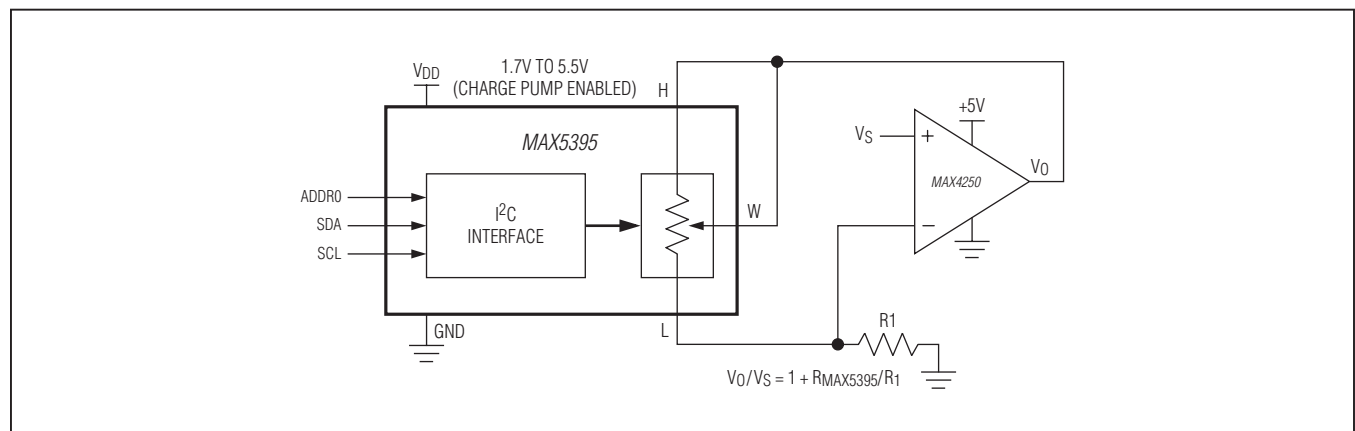 VDD
1.7V TO 5.5V
(CHARGE PUMP ENABLED)
H
MAX5395
ADDR0
SDA
SCL
I2C
INTERFACE
W
GND
L
VS
+
−
+5V
MAX4250
VO
R1
VO/VS = 1 + RMAX5395/R1